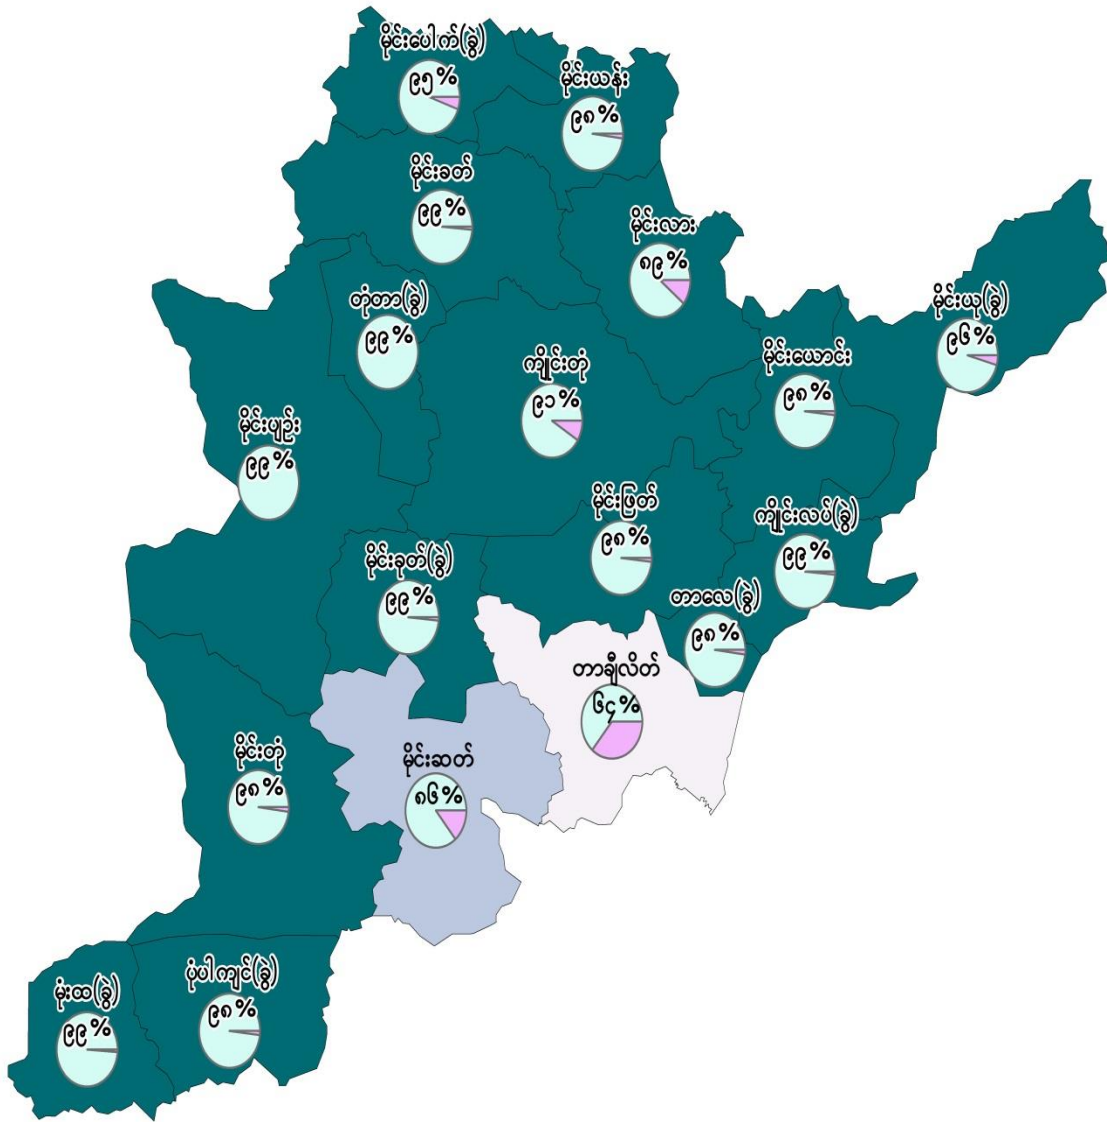 မိုင်းပေါက်(ခွဲ)
၉၅%
မိုင်းယန်း
၉၈%
မိုင်းခတ်
၉၉%
မိုင်းလား
၈၉%
တုံတာ(ခွဲ)
၉၉%
မိုင်းယု(ခွဲ)
၉၆%
ကျိုင်းတုံ
၉၁%
မိုင်းယောင်း
၉၈%
မိုင်းပျဉ်း
၉၉%
မိုင်းဖြတ်
၉၈%
ကျိုင်းလပ်(ခွဲ)
၉၉%
မိုင်းခုတ်(ခွဲ)
၉၉%
တာလေ(ခွဲ)
၉၈%
တာချီလိတ်
၆၄%
မိုင်းတုံ
၉၈%
မိုင်းဆတ်
၈၆%
မုံးထ(ခွဲ)
၉၉%
ပုံပါကျင်(ခွဲ)
၉၈%